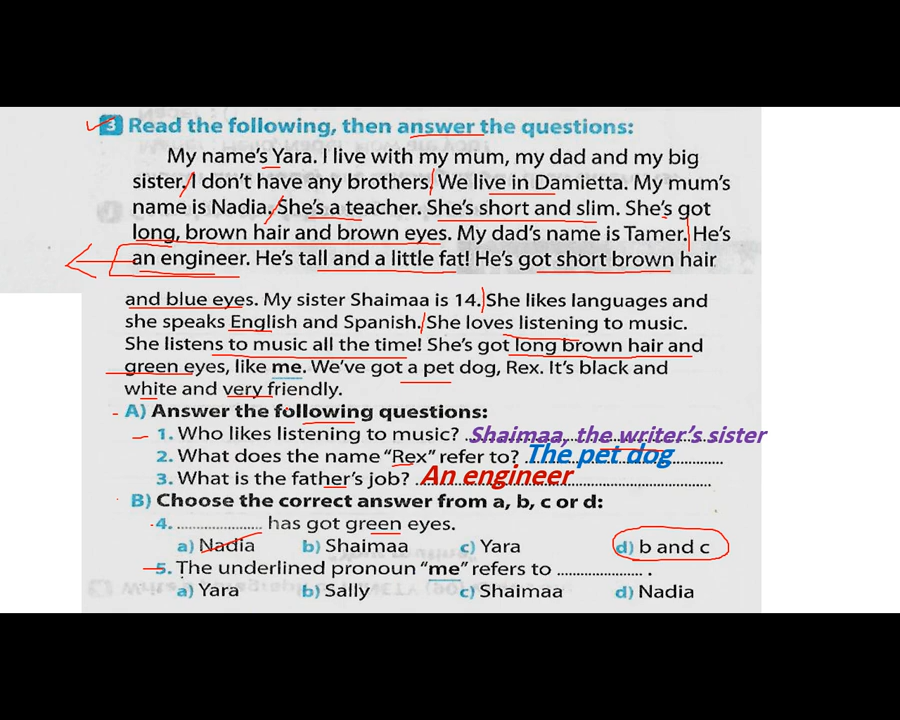 3 Read the following, then answer the questions:
My name's Yara. I live with my mum, my dad and my big
sister. I don't have any brothers. We live in Damietta. My mum's
name is Nadia. She's a teacher. She's short and slim. She's got
long, brown hair and brown eyes. My dad's name is Tamer. He's
an engineer. He's tall and a little fat! He's got short brown hair
and blue eyes. My sister Shaimaa is 14. She likes languages and
she speaks English and Spanish. She loves listening to music.
She listens to music all the time! She's got long brown hair and
green eyes, like me. We've got a pet dog, Rex. It's black and
white and very friendly.
A) Answer the following questions:
1. Who likes listening to music? Shaimaa, the writer's sister
2. What does the name "Rex" refer to? The pet dog
3. What is the father's job? An engineer
B) Choose the correct answer from a, b, c or d:
4. ..................... has got green eyes.
a) Nadia b) Shaimaa c) Yara d) b and c
5. The underlined pronoun "me" refers to ..................... .
a) Yara b) Sally c) Shaimaa d) Nadia